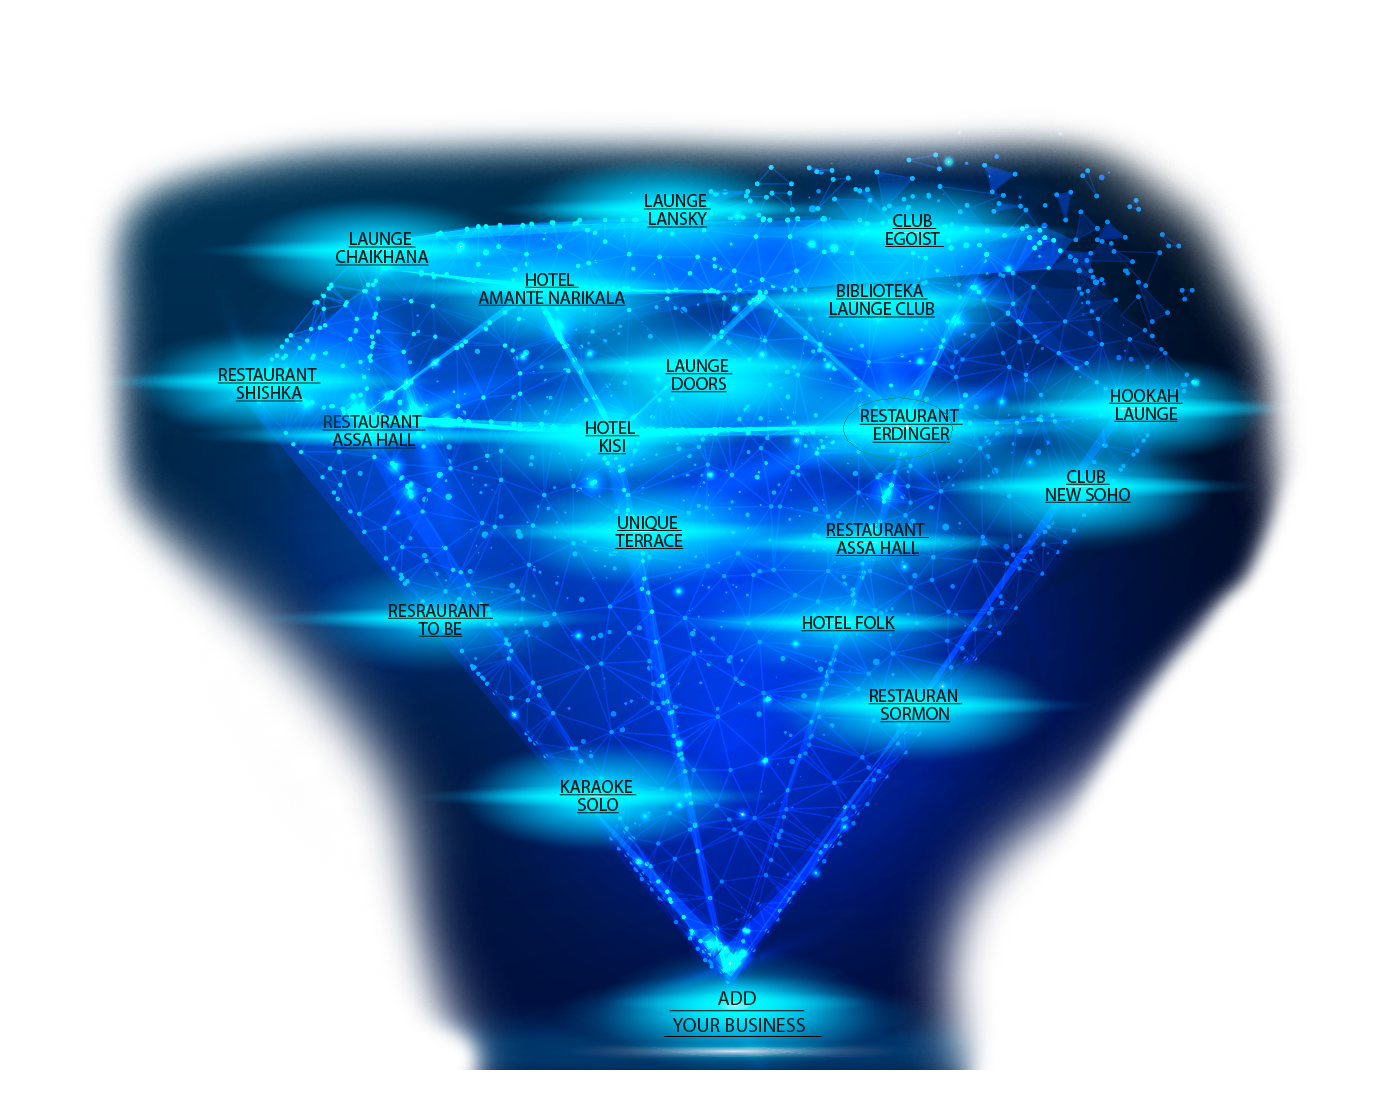 LAUNGE
LANSKY
CLUB
EGOIST
LAUNGE
CHAIKHANA
HOTEL
AMANTE NARIKALA
BIBLIOTEKA
LAUNGE CLUB
LAUNGE
DOORS
RESTAURANT
SHISHKA
HOOKAH
LAUNGE
RESTAURANT
ASSA HALL
HOTEL
KISI
RESTAURANT
ERDINGER
CLUB
NEW SOHO
UNIQUE
TERRACE
RESTAURANT
ASSA HALL
RESRAURANT
TO BE
HOTEL FOLK
RESTAURAN
SORMON
KARAOKE
SOLO
ADD
YOUR BUSINESS